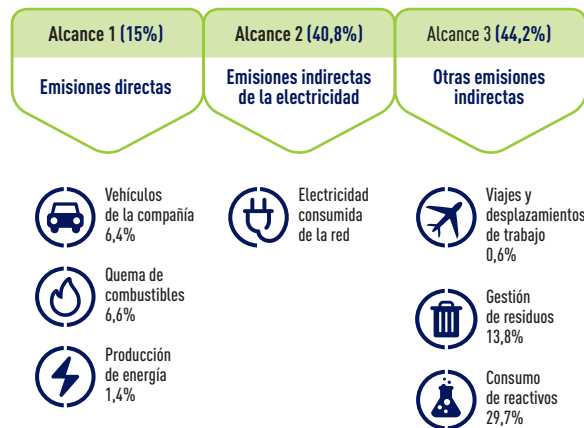 Alcance 1 (15%)
Emisiones directas
Vehículos
de la compañía
6,4%
Quema de
combustibles
6,6%
Producción
de energía
1,4%
Alcance 2 (40,8%)
Emisiones indirectas
de la electricidad
Electricidad
consumida
de la red
Alcance 3 (44,2%)
Otras emisiones
indirectas
Viajes y
desplazamientos
de trabajo
0,6%
Gestión
de residuos
13,8%
Consumo
de reactivos
29,7%